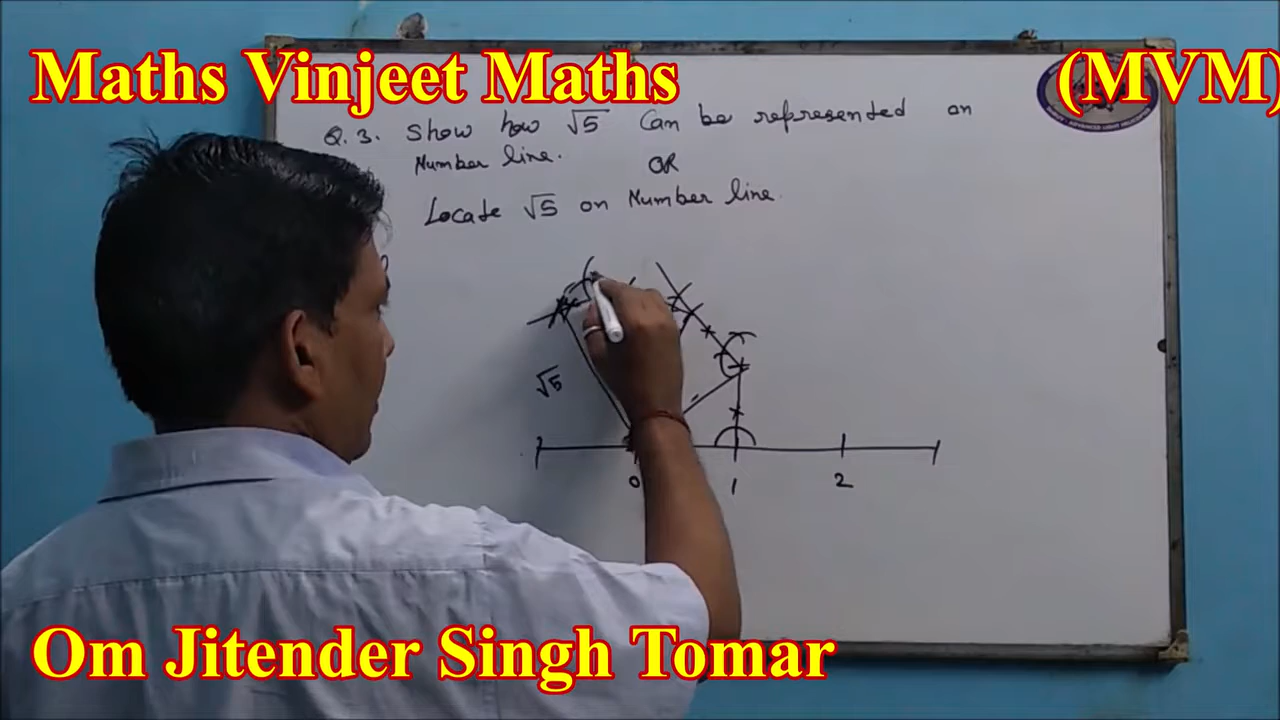 Maths Vinjeet Maths (MVM)
Q.3. Show how √5 Can be represented on
Number line. OR
Locate √5 on Number line.
√5
0 1 2
Om Jitender Singh Tomar